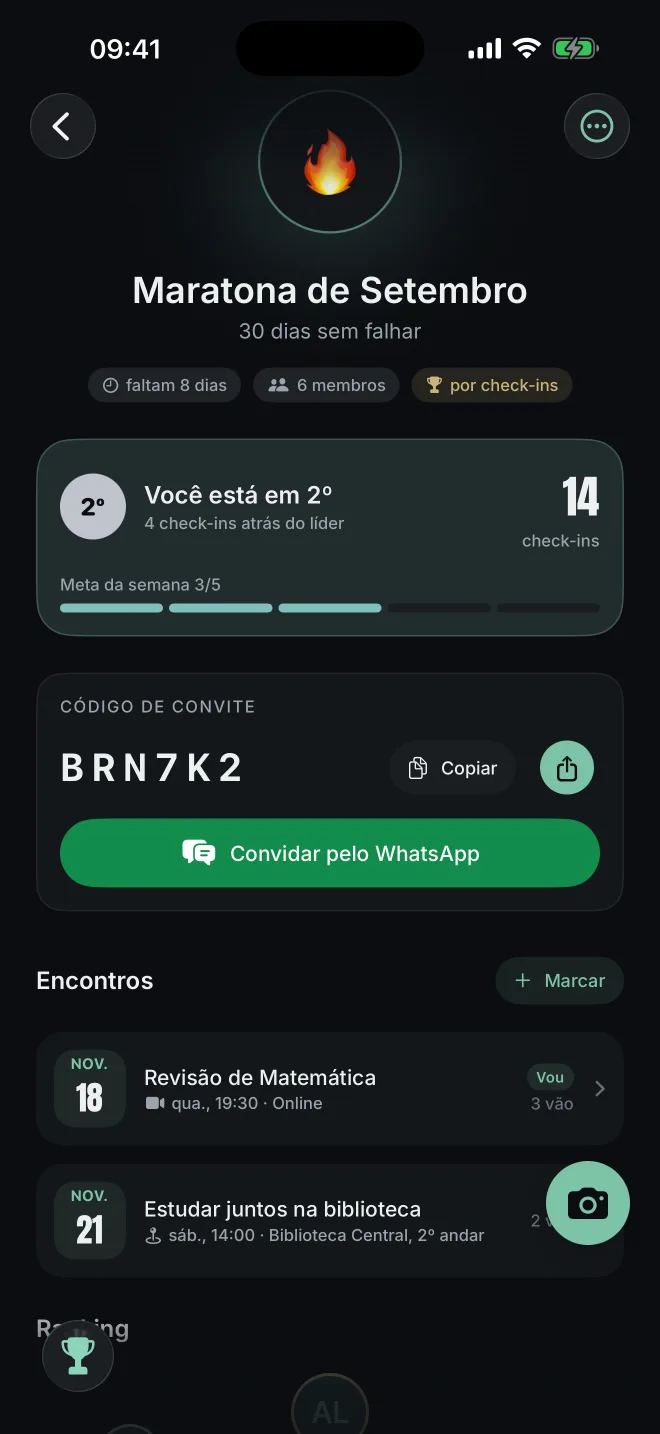 09:41
Maratona de Setembro
30 dias sem falhar
faltam 8 dias
6 membros
por check-ins
2º
Você está em 2º
4 check-ins atrás do líder
14
check-ins
Meta da semana 3/5
CÓDIGO DE CONVITE
BRN7K2
Copiar
Convidar pelo WhatsApp
Encontros
+ Marcar
NOV.
18
Revisão de Matemática
qua., 19:30 · Online
Vou
3 vão
NOV.
21
Estudar juntos na biblioteca
sáb., 14:00 · Biblioteca Central, 2º andar
2
Ranking
AL